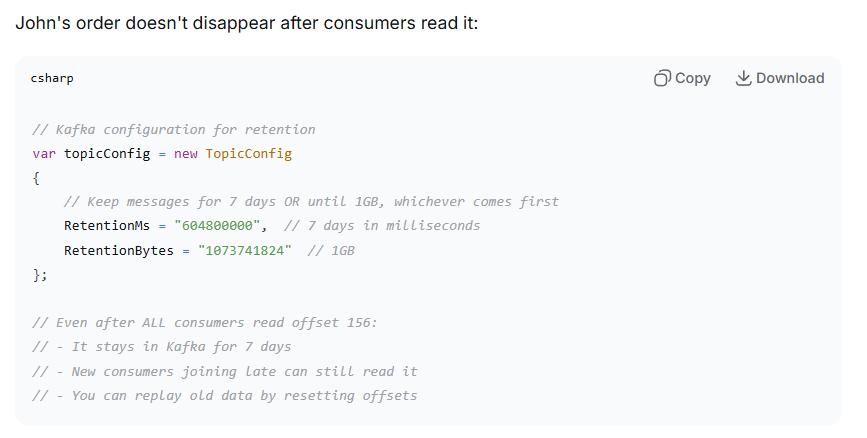 John's order doesn't disappear after consumers read it:
csharp
Copy
Download
// Kafka configuration for retention
var topicConfig = new TopicConfig
{
    // Keep messages for 7 days OR until 1GB, whichever comes first
    RetentionMs = "604800000",  // 7 days in milliseconds
    RetentionBytes = "1073741824"  // 1GB
};
// Even after ALL consumers read offset 156:
// - It stays in Kafka for 7 days
// - New consumers joining late can still read it
// - You can replay old data by resetting offsets